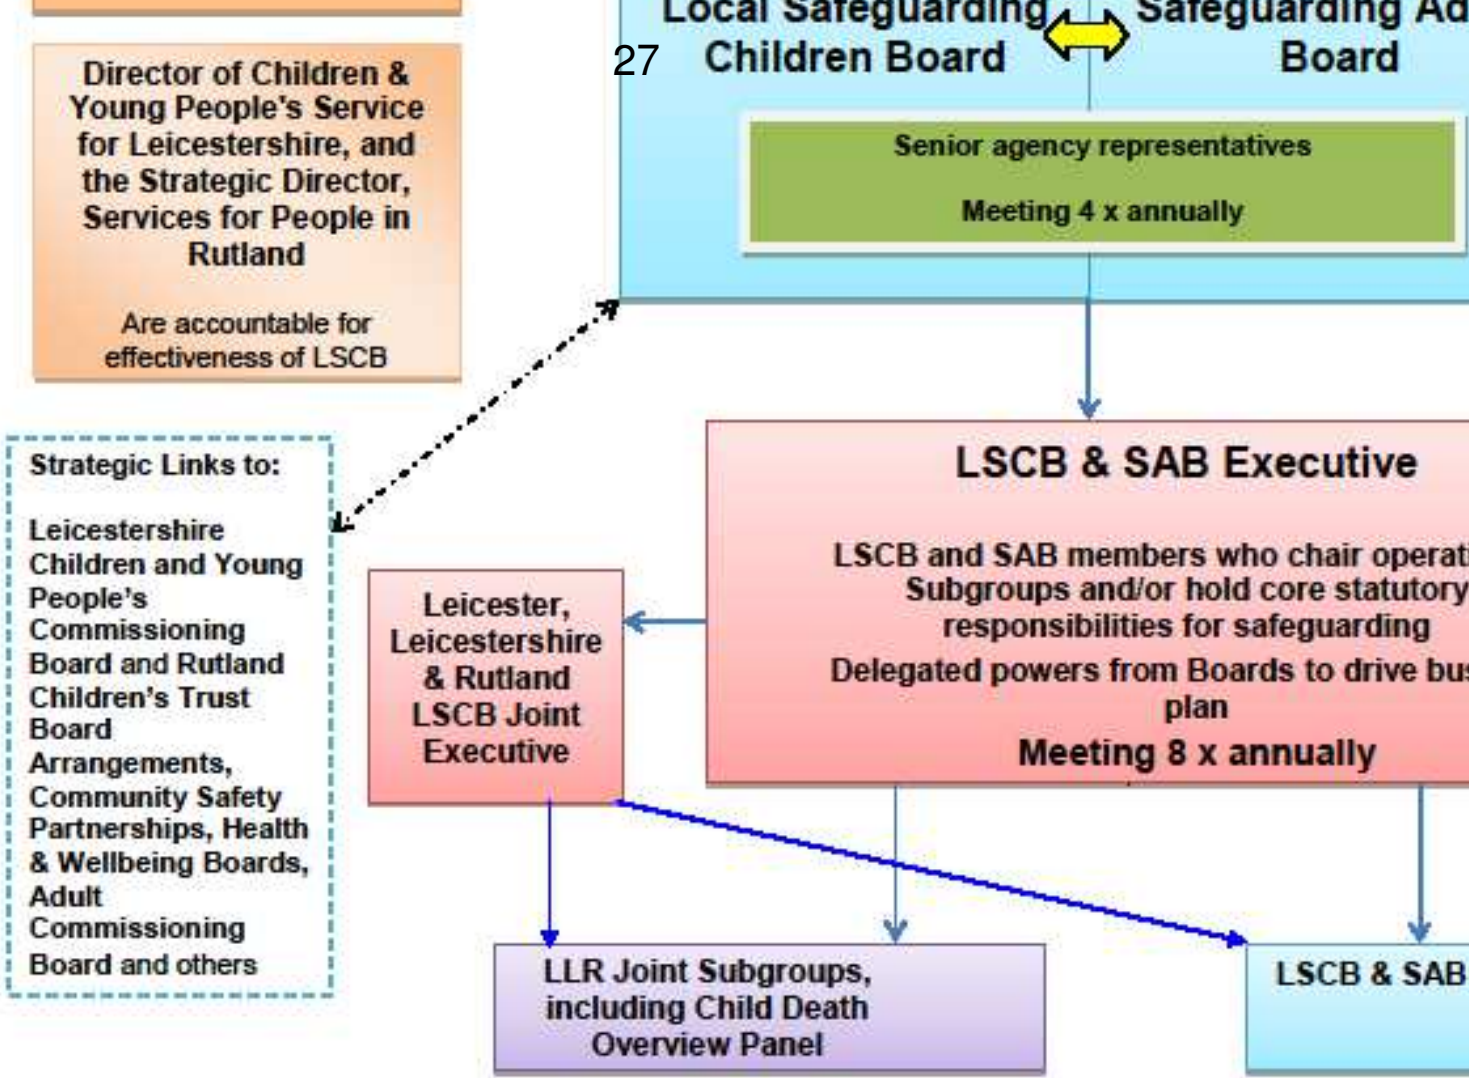 Local Safeguarding
Children Board
Safeguarding
Board
27
Director of Children &
Young People's Service
for Leicestershire, and
the Strategic Director,
Services for People in
Rutland
Are accountable for
effectiveness of LSCB
Senior agency representatives
Meeting 4 x annually
Strategic Links to:
Leicestershire
Children and Young
People's
Commissioning
Board and Rutland
Children's Trust
Board
Arrangements,
Community Safety
Partnerships, Health
& Wellbeing Boards,
Adult
Commissioning
Board and others
LSCB & SAB Executive
LSCB and SAB members who chair
Subgroups and/or hold core statutory
responsibilities for safeguarding
Delegated powers from Boards to drive
plan
Meeting 8 x annually
Leicester,
Leicestershire
& Rutland
LSCB Joint
Executive
LLR Joint Subgroups,
including Child Death
Overview Panel
LSCB & SAB